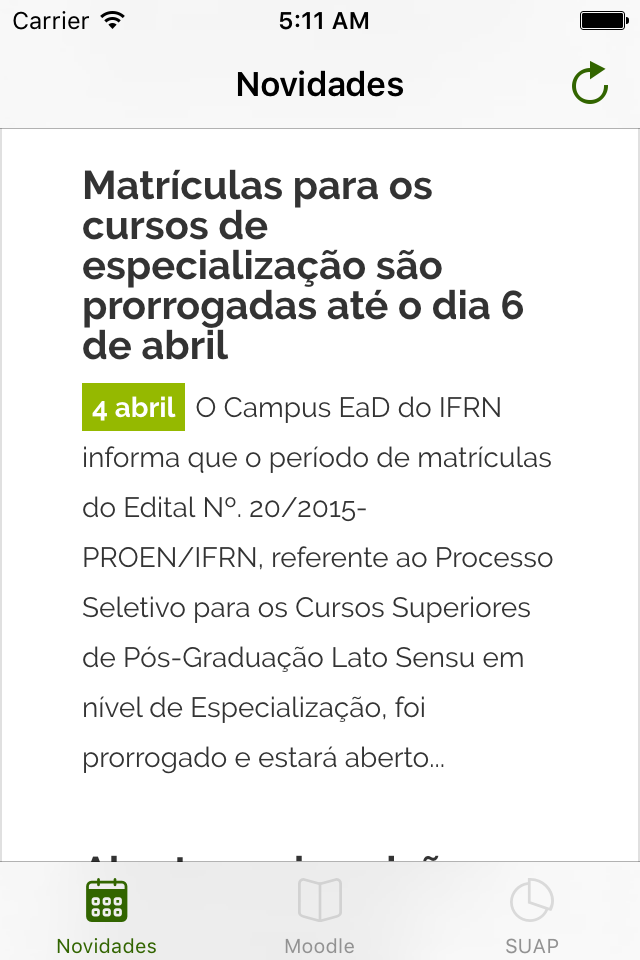 Carrier
5:11 AM
Novidades
Matrículas para os
cursos de
especialização são
prorrogadas até o dia 6
de abril
4 abril O Campus EaD do IFRN
informa que o período de matrículas
do Edital Nº. 20/2015-
PROEN/IFRN, referente ao Processo
Seletivo para os Cursos Superiores
de Pós-Graduação Lato Sensu em
nível de Especialização, foi
prorrogado e estará aberto...
Novidades
Moodle
SUAP